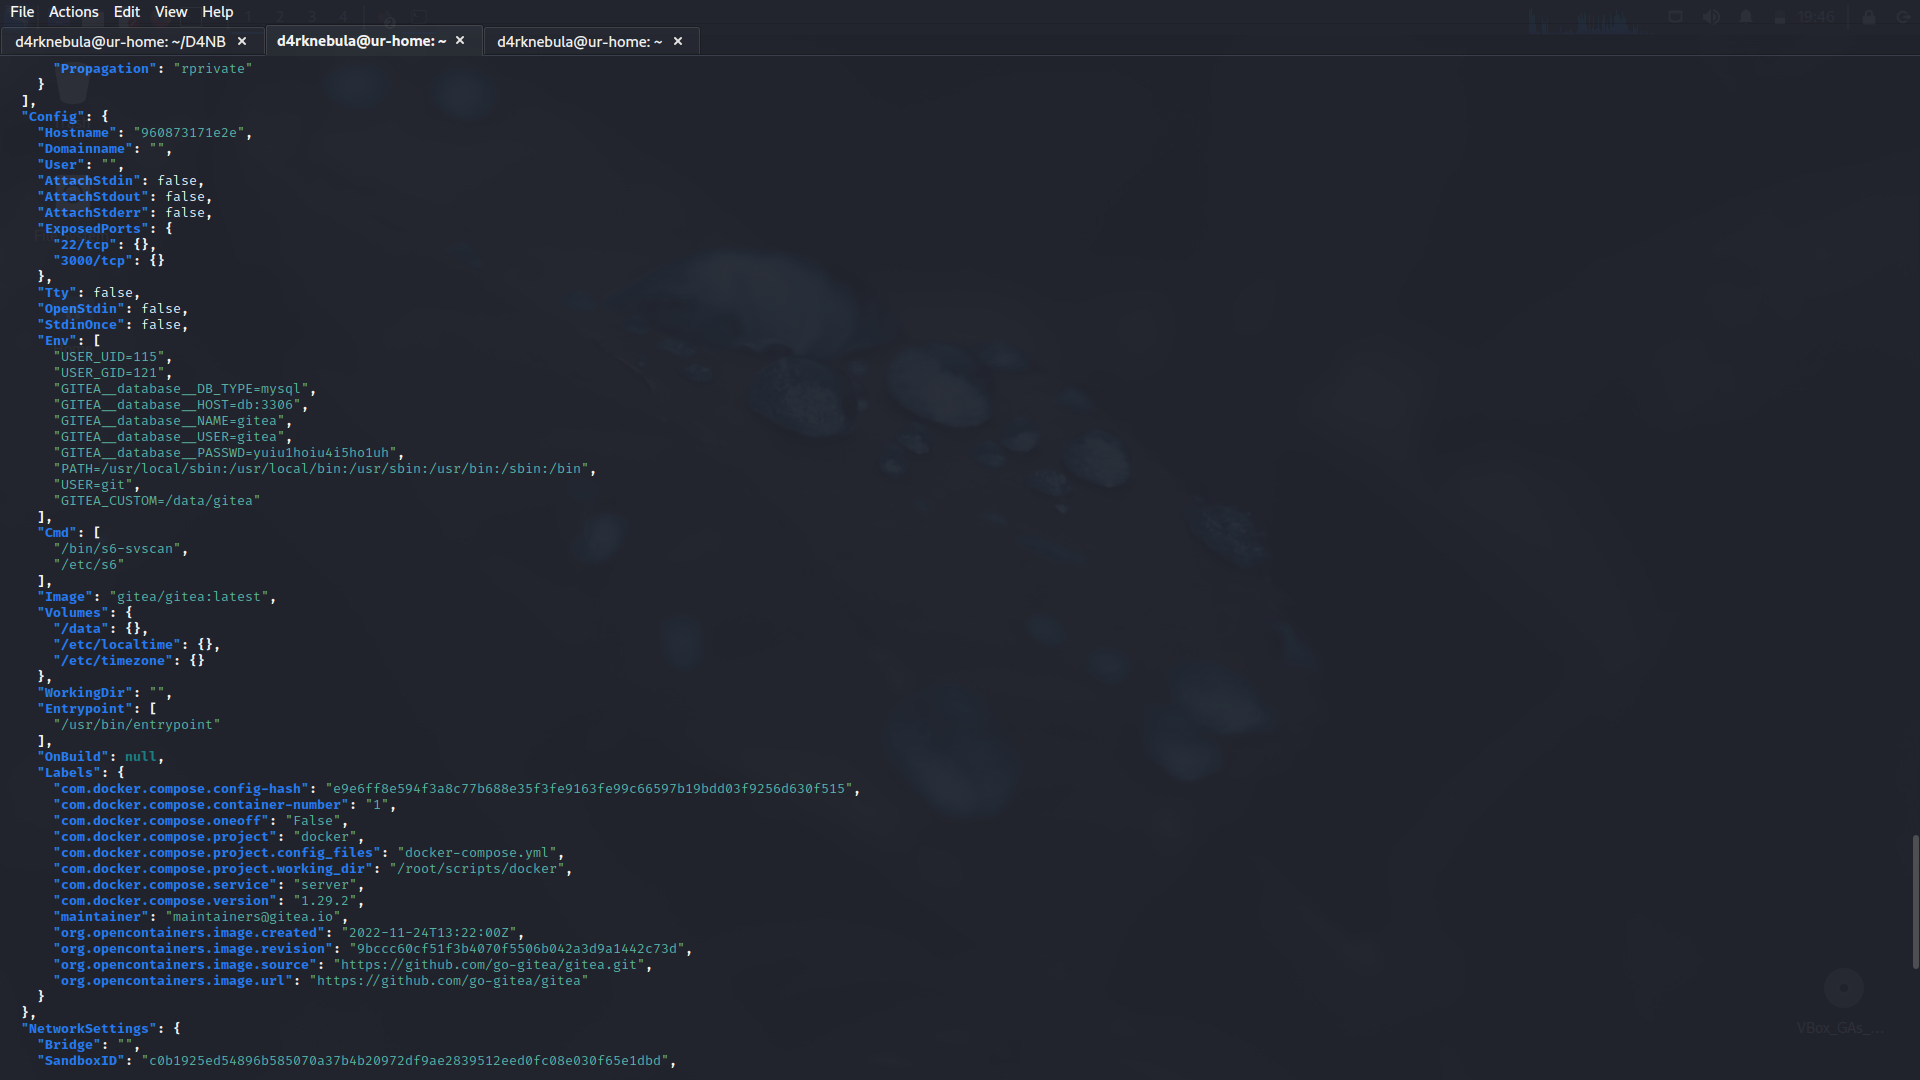 File Actions Edit View Help
19:46
d4rknebula@ur-home: ~/D4NB × d4rknebula@ur-home: ~ × d4rknebula@ur-home: ~ ×
"Propagation": "rprivate"
}
],
"Config": {
"Hostname": "960873171e2e",
"Domainname": "",
"User": "",
"AttachStdin": false,
"AttachStdout": false,
"AttachStderr": false,
"ExposedPorts": {
"22/tcp": {},
"3000/tcp": {}
},
"Tty": false,
"OpenStdin": false,
"StdinOnce": false,
"Env": [
"USER_UID=115",
"USER_GID=121",
"GITEA__database__DB_TYPE=mysql",
"GITEA__database__HOST=db:3306",
"GITEA__database__NAME=gitea",
"GITEA__database__USER=gitea",
"GITEA__database__PASSWD=yuiu1hoiu4i5ho1uh",
"PATH=/usr/local/sbin:/usr/local/bin:/usr/sbin:/usr/bin:/sbin:/bin",
"USER=git",
"GITEA_CUSTOM=/data/gitea"
],
"Cmd": [
"/bin/s6-svscan",
"/etc/s6"
],
"Image": "gitea/gitea:latest",
"Volumes": {
"/data": {},
"/etc/localtime": {},
"/etc/timezone": {}
},
"WorkingDir": "",
"Entrypoint": [
"/usr/bin/entrypoint"
],
"OnBuild": null,
"Labels": {
"com.docker.compose.config-hash": "e9e6ff8e594f3a8c77b688e35f3fe9163fe99c66597b19bdd03f9256d630f515",
"com.docker.compose.container-number": "1",
"com.docker.compose.oneoff": "False",
"com.docker.compose.project": "docker",
"com.docker.compose.project.config_files": "docker-compose.yml",
"com.docker.compose.project.working_dir": "/root/scripts/docker",
"com.docker.compose.service": "server",
"com.docker.compose.version": "1.29.2",
"maintainer": "maintainers@gitea.io",
"org.opencontainers.image.created": "2022-11-24T13:22:00Z",
"org.opencontainers.image.revision": "9bccc60cf51f3b4070f5506b042a3d9a1442c73d",
"org.opencontainers.image.source": "https://github.com/go-gitea/gitea.git",
"org.opencontainers.image.url": "https://github.com/go-gitea/gitea"
}
},
"NetworkSettings": {
"Bridge": "",
"SandboxID": "c0b1925ed54896b585070a37b4b20972df9ae2839512eed0fc08e030f65e1dbd",
VBox_GAs_...